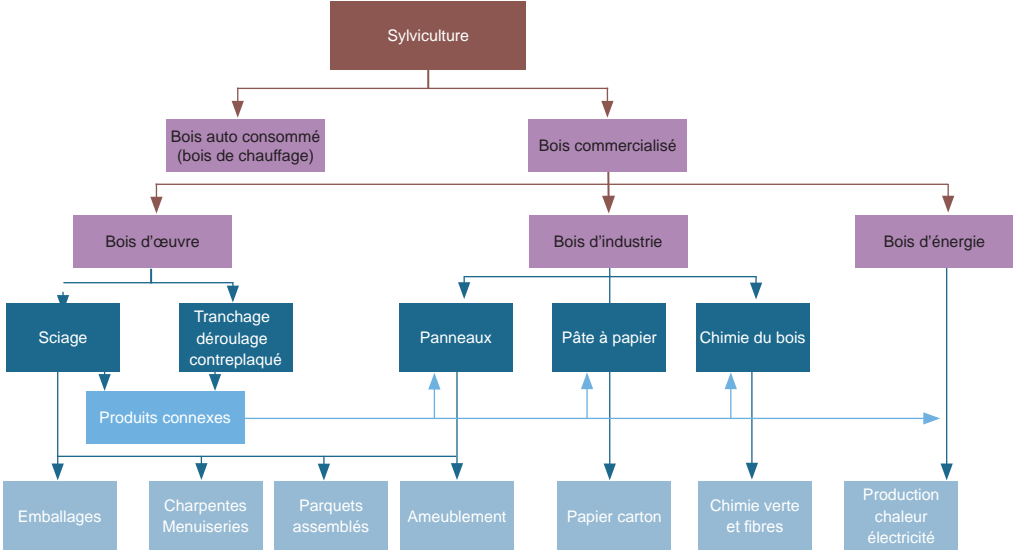 Sylviculture
Bois auto consommé
(bois de chauffage)
Bois commercialisé
Bois d'œuvre
Bois d'industrie
Bois d'énergie
Sciage
Tranchage
déroulage
contreplaqué
Panneaux
Pâte à papier
Chimie du bois
Produits connexes
Emballages
Charpentes
Menuiseries
Parquets
assemblés
Ameublement
Papier carton
Chimie verte
et fibres
Production
chaleur
électricité